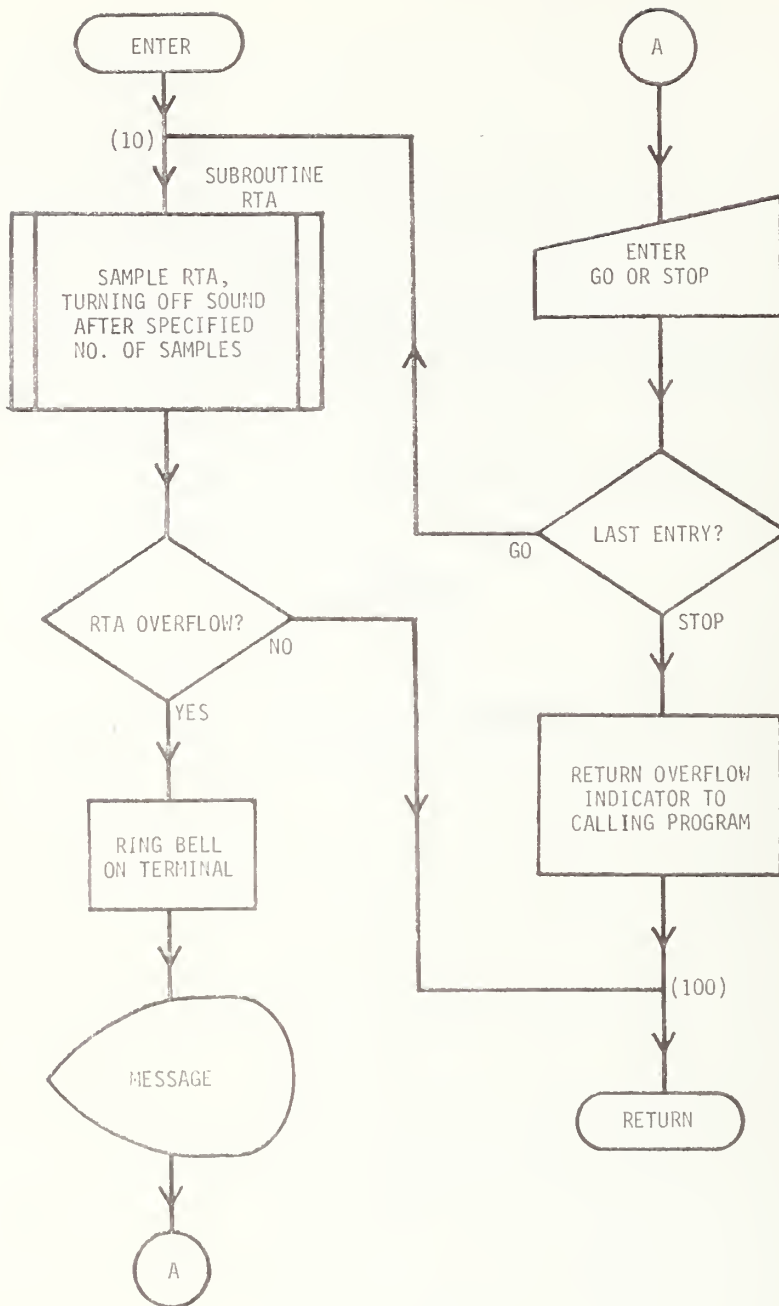 ENTER
(10)
SUBROUTINE
RTA
SAMPLE RTA,
TURNING OFF SOUND
AFTER SPECIFIED
NO. OF SAMPLES
RTA OVERFLOW?
NO
YES
RING BELL
ON TERMINAL
MESSAGE
A
A
ENTER
GO OR STOP
LAST ENTRY?
GO
STOP
RETURN OVERFLOW
INDICATOR TO
CALLING PROGRAM
(100)
RETURN